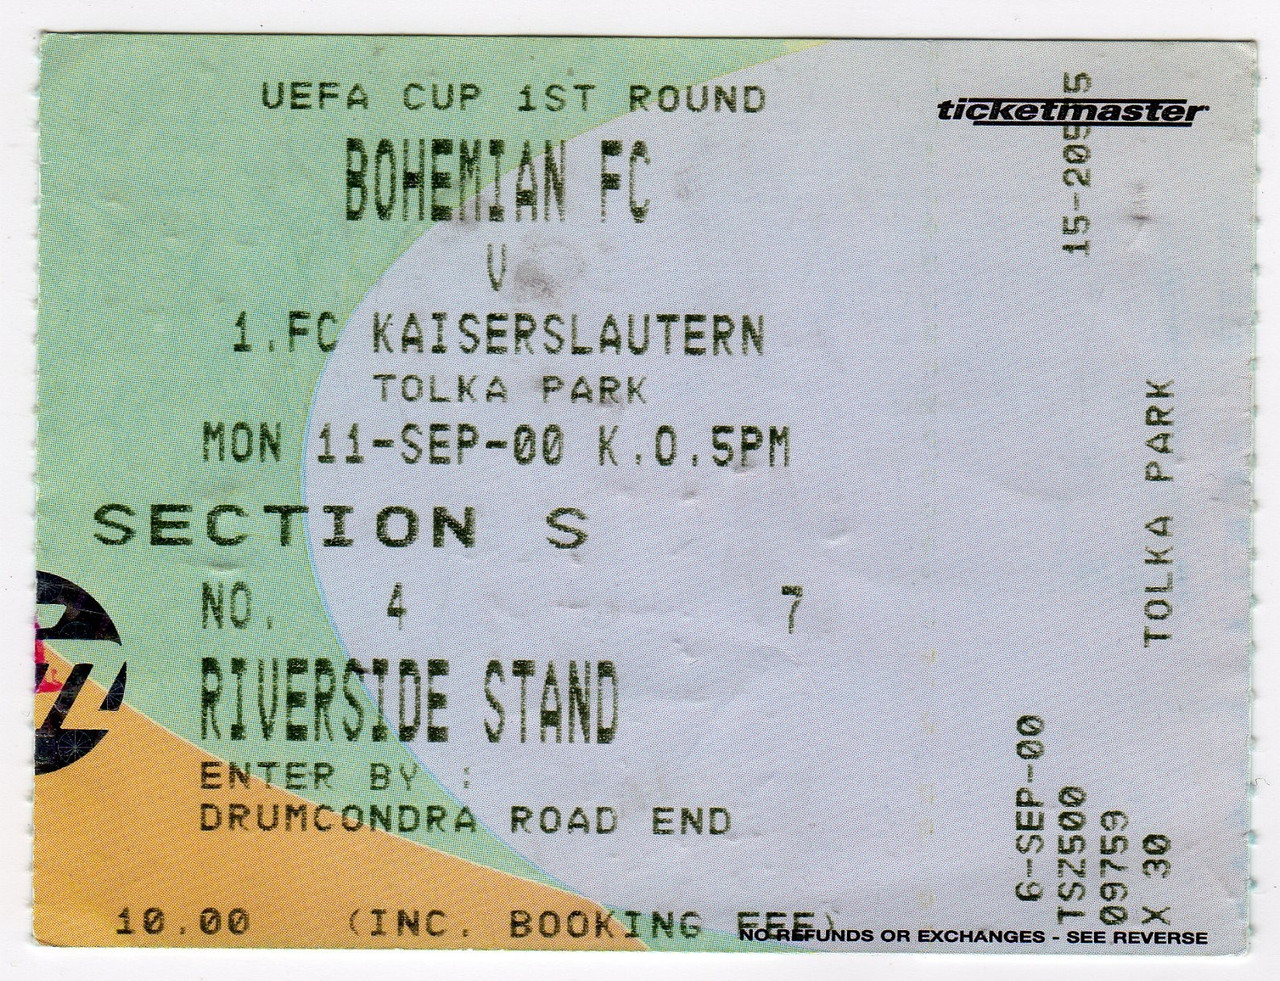 UEFA CUP 1ST ROUND
BOHEMIAN FC
V
1.FC KAISERSLAUTERN
TOLKA PARK
MON 11-SEP-00 K.O.5PM
SECTION S
NO. 4 7
RIVERSIDE STAND
ENTER BY :
DRUMCONDRA ROAD END
10.00 (INC. BOOKING FEE)
NO REFUNDS OR EXCHANGES - SEE REVERSE
ticketmaster
TOLKA PARK
6-SEP-00
TSZ500
09759
X 30